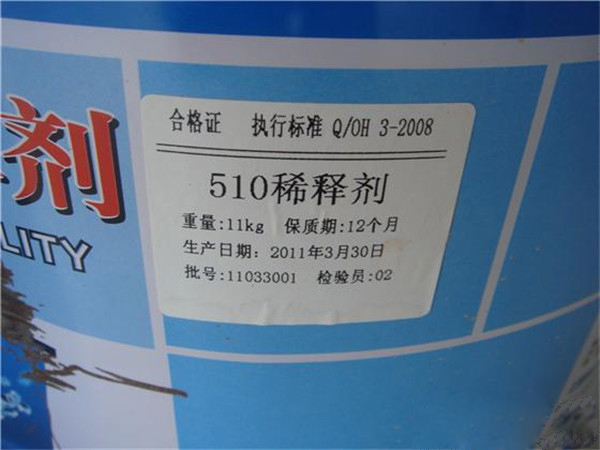 合格证 执行标准 Q/OH 3-2008
510稀释剂
重量:11kg 保质期:12个月
生产日期: 2011年3月30日
批号:11033001 检验员:02
剂
LITY